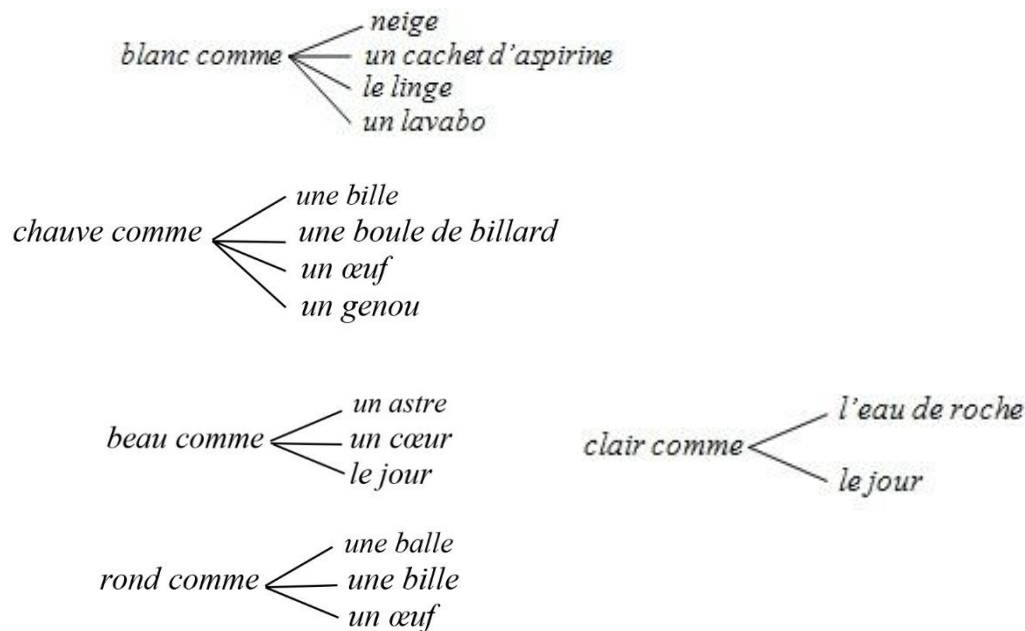 neige
blanc comme un cachet d'aspirine
le linge
un lavabo
une bille
chauve comme une boule de billard
un œuf
un genou
un astre
beau comme un cœur
le jour
l'eau de roche
clair comme
le jour
une balle
rond comme une bille
un œuf